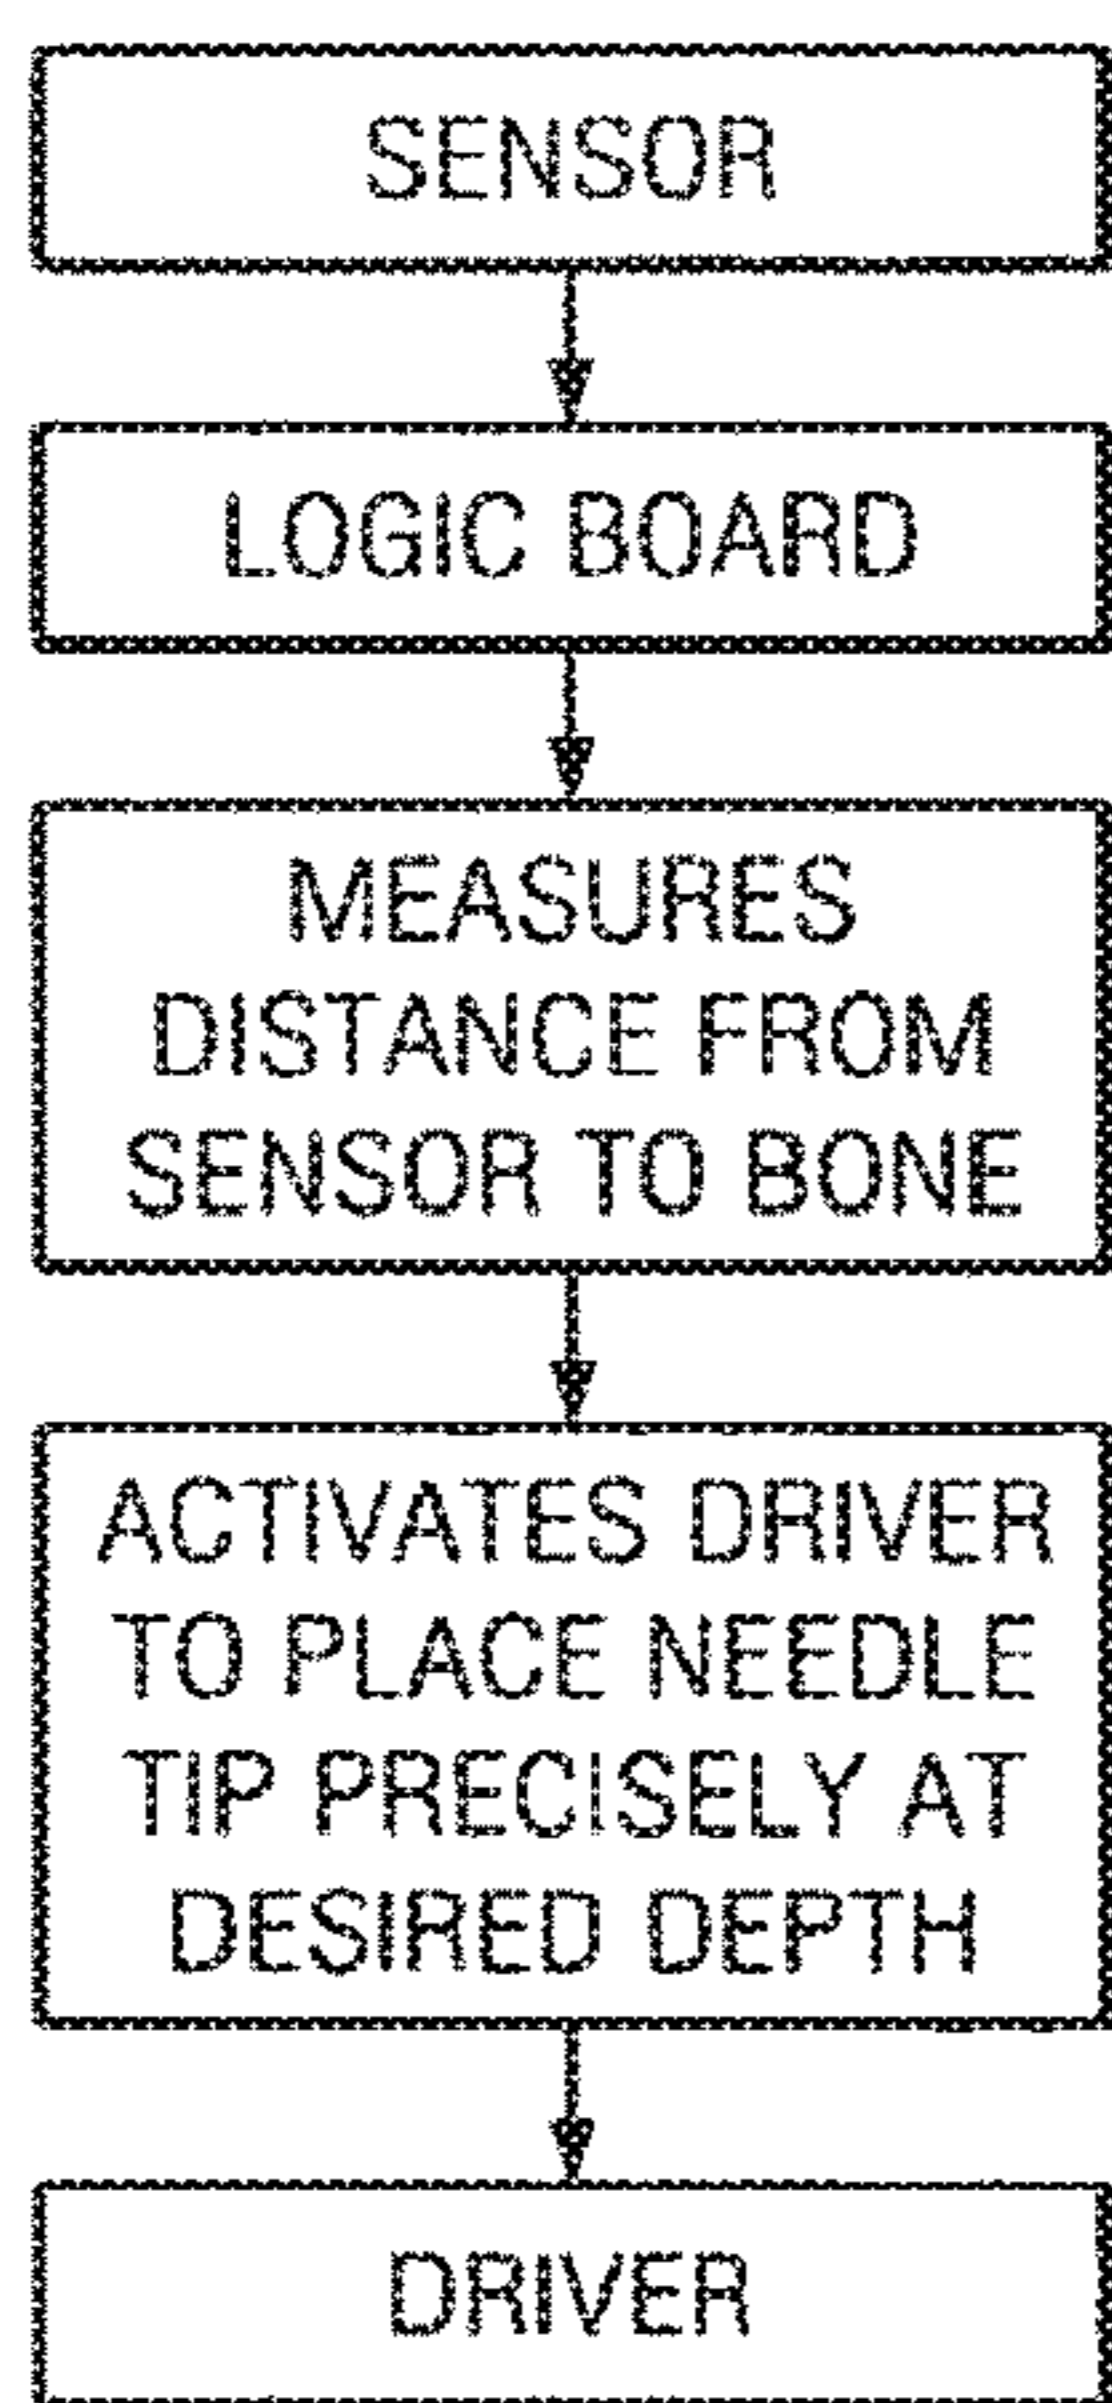 SENSOR
LOGIC BOARD
MEASURES
DISTANCE FROM
SENSOR TO BONE
ACTIVATES DRIVER
TO PLACE NEEDLE
TIP PRECISELY AT
DESIRED DEPTH
DRIVER